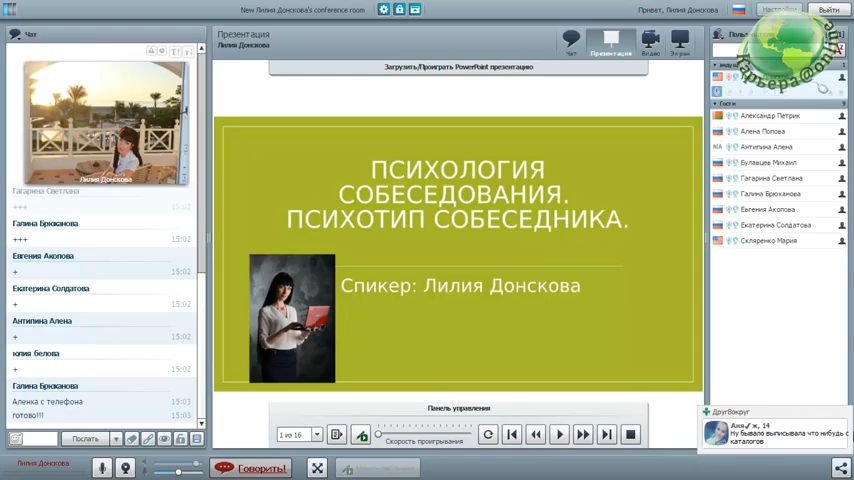 New Лилия Донскова's conference room
Привет, Лилия Донскова
Настройки
Выйти
Чат
Лилия Донскова
Гагарина Светлана
+++ 15:02
Галина Брюханова
+++ 15:02
Евгения Акопова
+ 15:02
Екатерина Солдатова
+ 15:02
Антипина Алена
+ 15:02
юлия белова
+ 15:02
Галина Брюханова
Аленка с телефона 15:03
готово!!! 15:03
Послать
Лилия Донскова
Презентация
Лилия Донскова
Чат
Презентация
Видео
Экран
Загрузить/Проиграть PowerPoint презентацию
ПСИХОЛОГИЯ
СОБЕСЕДОВАНИЯ.
ПСИХОТИП СОБЕСЕДНИКА.
Спикер: Лилия Донскова
Панель управления
1 из 16
Скорость проигрывания
Говорить!
Карьера@online
Гости 9
Александр Петрик
Алена Попова
N/A Антипина Алена
Булавцев Михаил
Гагарина Светлана
Галина Брюханова
Евгения Акопова
Екатерина Солдатова
Скляренко Мария
ДругВокруг
Аня ж, 14
Ну бывало выписывала что нибудь с
каталогов